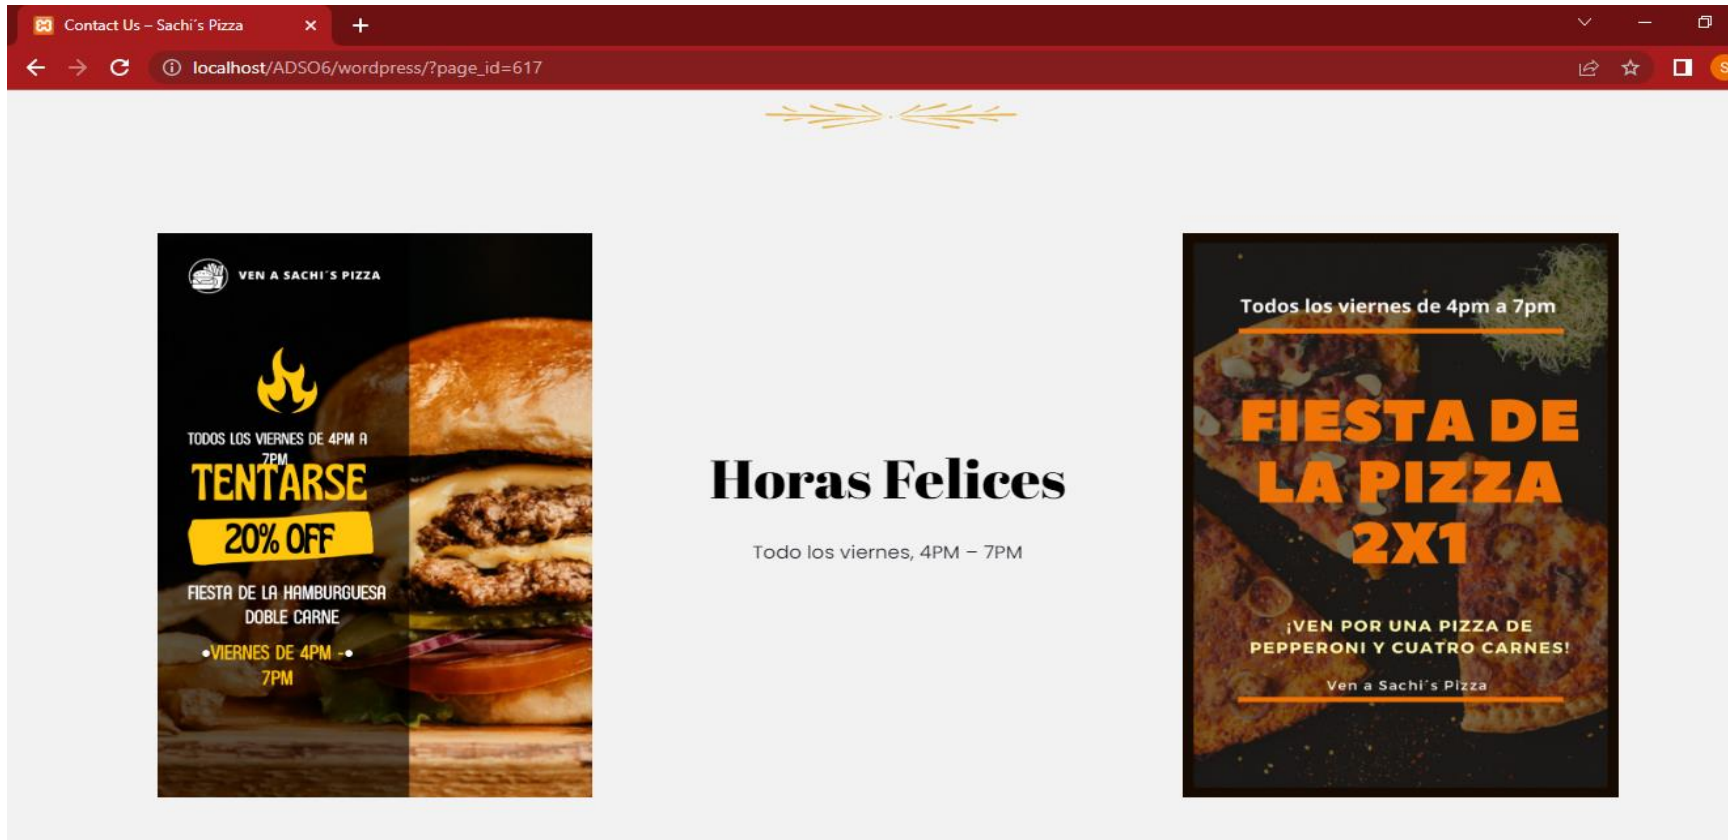 Contact Us – Sachi´s Pizza
localhost/ADSO6/wordpress/?page_id=617
S
VEN A SACHI´S PIZZA
TODOS LOS VIERNES DE 4PM A
7PM
TENTARSE
20% OFF
FIESTA DE LA HAMBURGUESA
DOBLE CARNE
•VIERNES DE 4PM -•
7PM
Horas Felices
Todo los viernes, 4PM – 7PM
Todos los viernes de 4pm a 7pm
FIESTA DE
LA PIZZA
2X1
¡VEN POR UNA PIZZA DE
PEPPERONI Y CUATRO CARNES!
Ven a Sachi´s Pizza